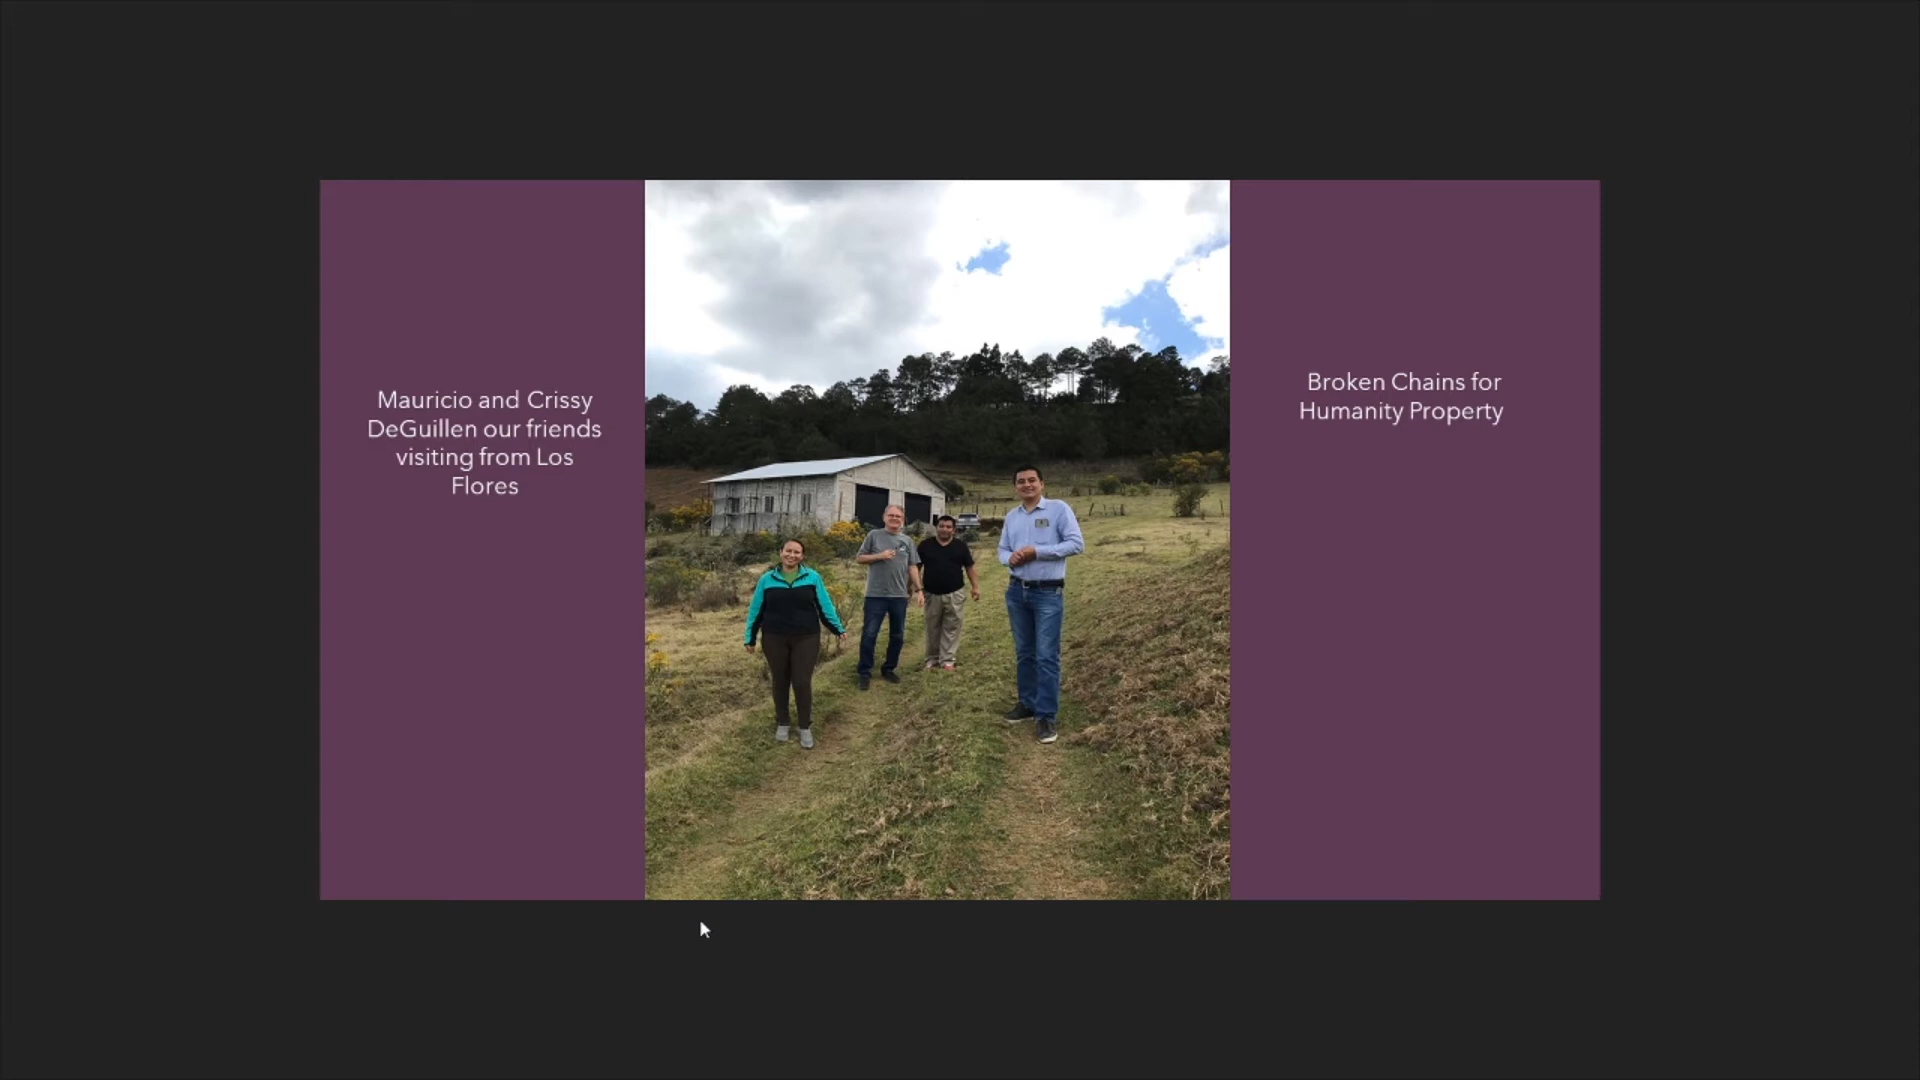 Mauricio and Crissy
DeGuillen our friends
visiting from Los
Flores
Broken Chains for
Humanity Property